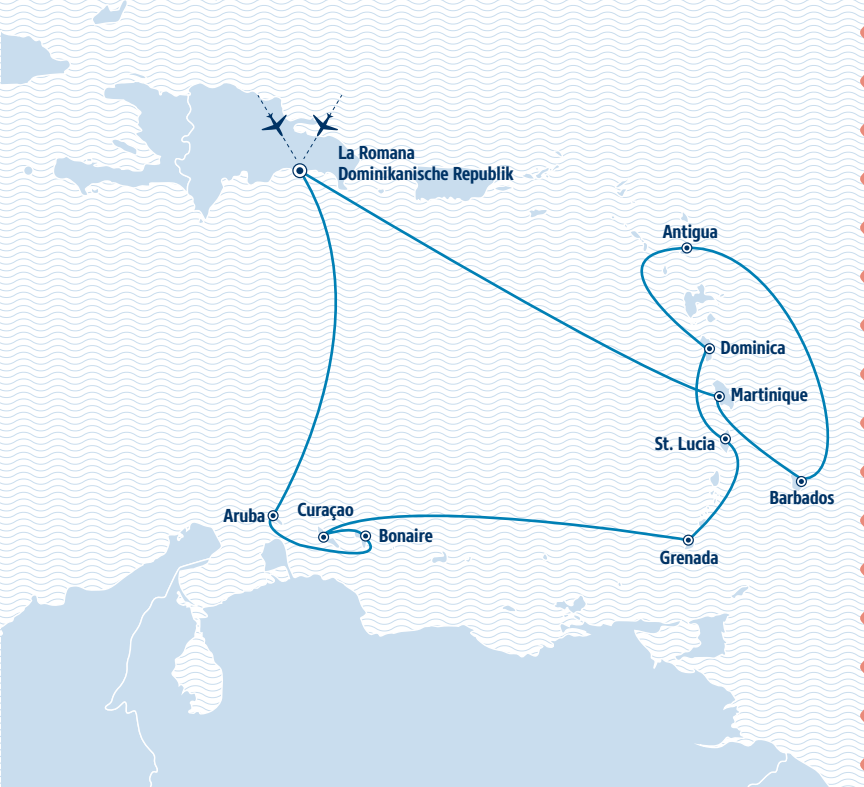 La Romana
Dominikanische Republik
Antigua
Dominica
Martinique
St. Lucia
Barbados
Curaçao
Aruba
Bonaire
Grenada